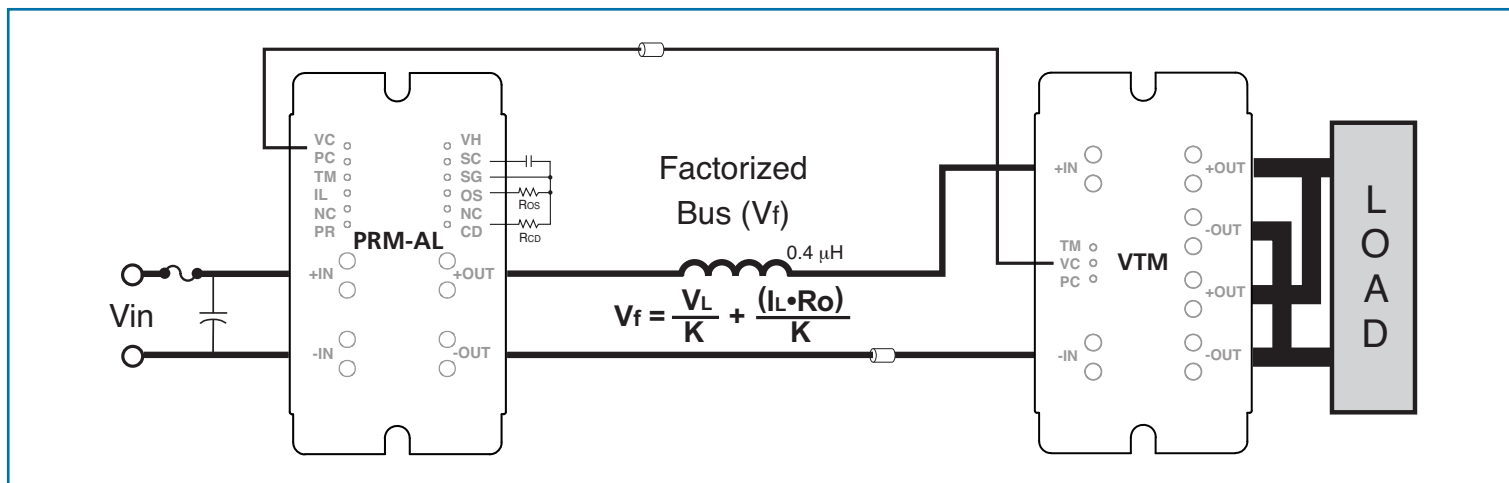 VC
PC
TM
IL
NC
PR
VH
SC
SG
OS
NC
CD
ROS
RCD
PRM-AL
+IN
-IN
+OUT
-OUT
Vin
Factorized
Bus (Vf)
0.4 µH
Vf = VL/K + (IL•Ro)/K
+IN
TM
VC
PC
-IN
VTM
+OUT
-OUT
+OUT
-OUT
LOAD